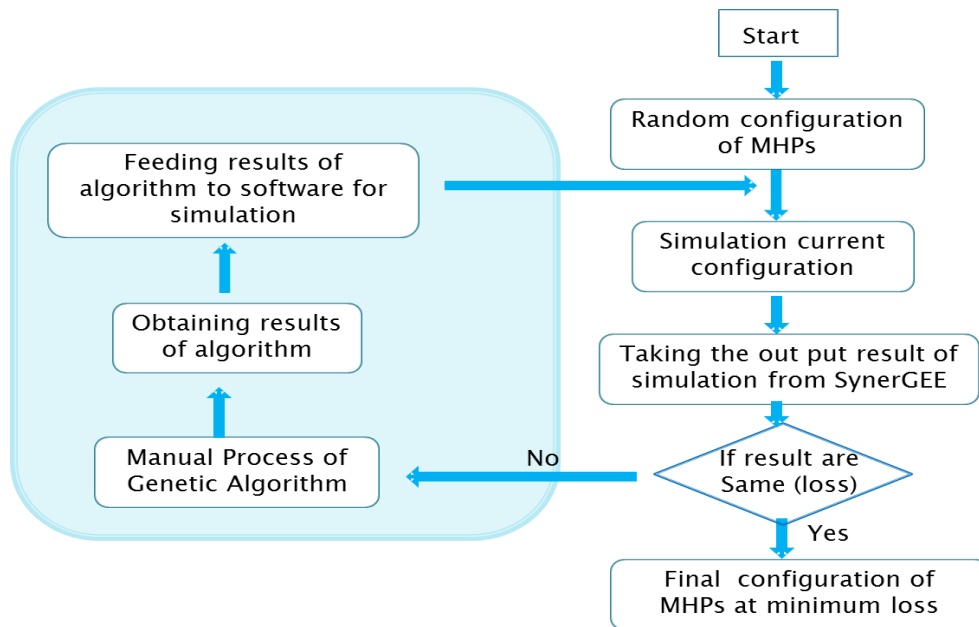 Start
Random configuration
of MHPs
Simulation current
configuration
Taking the out put result of
simulation from SynerGEE
If result are
Same (loss)
Yes
Final configuration of
MHPs at minimum loss
No
Manual Process of
Genetic Algorithm
Obtaining results
of algorithm
Feeding results of
algorithm to software for
simulation